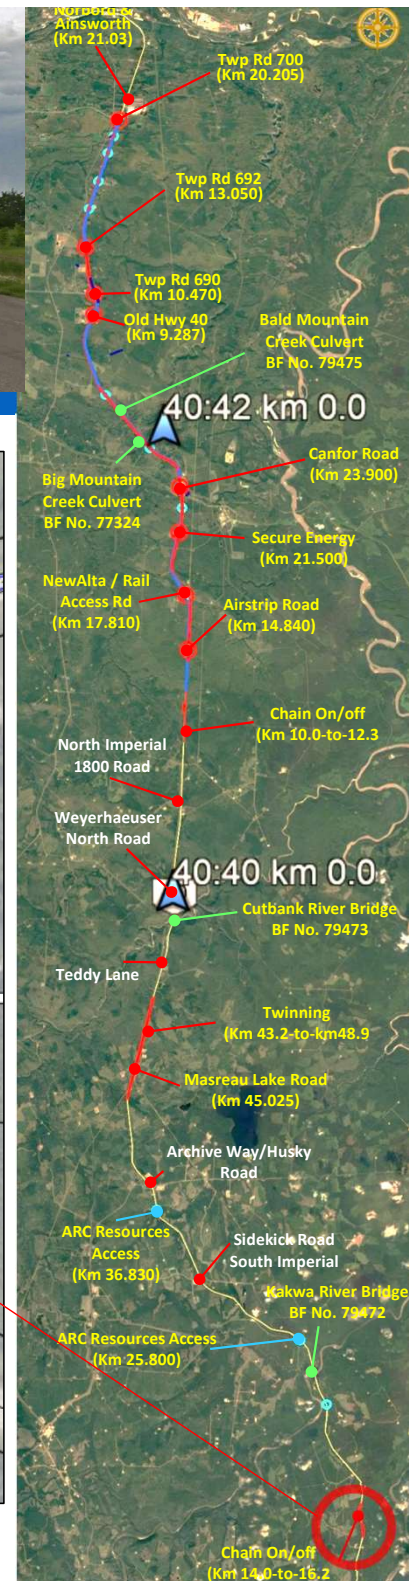 Norbord &
Ainsworth
(Km 21.03)
Twp Rd 700
(Km 20.205)
Twp Rd 692
(Km 13.050)
Twp Rd 690
(Km 10.470)
Old Hwy 40
(Km 9.287)
Bald Mountain
Creek Culvert
BF No. 79475
40:42 km 0.0
Big Mountain
Creek Culvert
BF No. 77324
Canfor Road
(Km 23.900)
Secure Energy
(Km 21.500)
NewAlta / Rail
Access Rd
(Km 17.810)
Airstrip Road
(Km 14.840)
Chain On/off
(Km 10.0-to-12.3
North Imperial
1800 Road
Weyerhaeuser
North Road
40:40 km 0.0
Cutbank River Bridge
BF No. 79473
Teddy Lane
Twinning
(Km 43.2-to-km48.9
Masreau Lake Road
(Km 45.025)
Archive Way/Husky
Road
ARC Resources
Access
(Km 36.830)
Sidekick Road
South Imperial
Kakwa River Bridge
BF No. 79472
ARC Resources Access
(Km 25.800)
Chain On/off
(Km 14.0-to-16.2